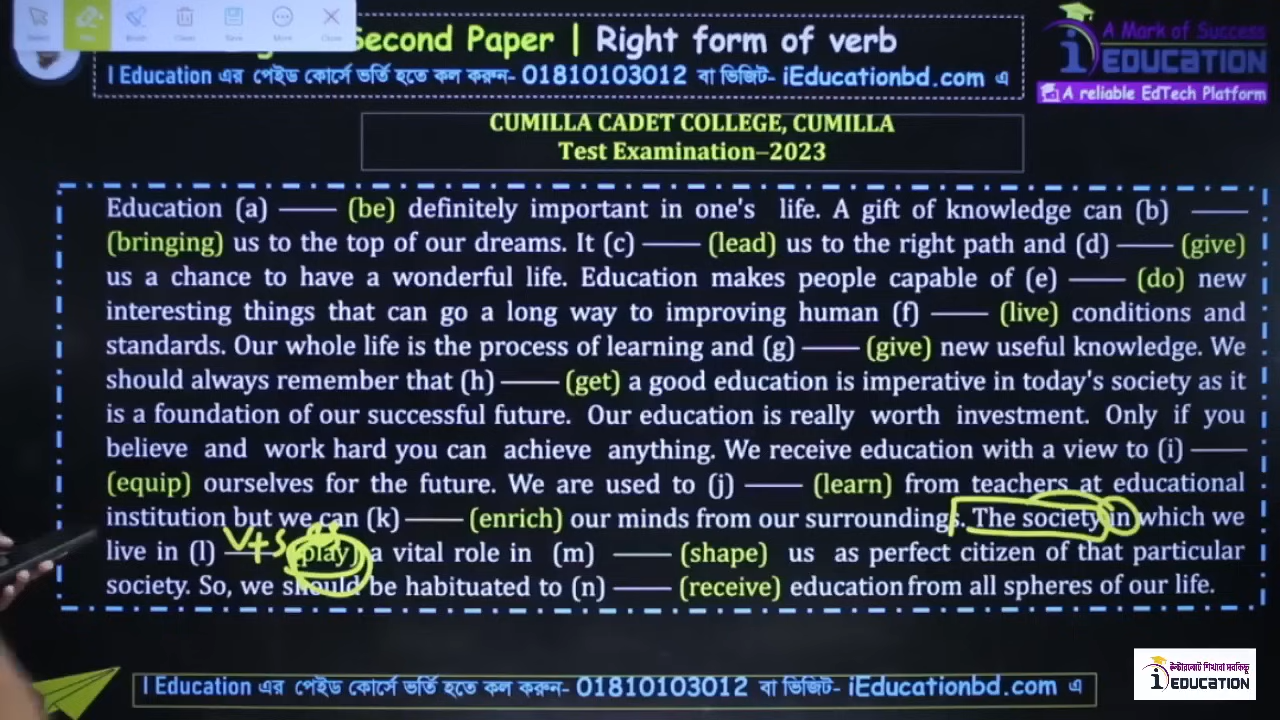 Select Pen Brush Clear Save More Close
Second Paper | Right form of verb
I Education এর পেইড কোর্সে ভর্তি হতে কল করুন- 01810103012 বা ভিজিট- iEducationbd.com এ
A Mark of Success
iEDUCATION
A reliable EdTech Platform
CUMILLA CADET COLLEGE, CUMILLA
Test Examination–2023
Education (a) —— (be) definitely important in one's life. A gift of knowledge can (b) ——
(bringing) us to the top of our dreams. It (c) —— (lead) us to the right path and (d) —— (give)
us a chance to have a wonderful life. Education makes people capable of (e) —— (do) new
interesting things that can go a long way to improving human (f) —— (live) conditions and
standards. Our whole life is the process of learning and (g) —— (give) new useful knowledge. We
should always remember that (h) —— (get) a good education is imperative in today's society as it
is a foundation of our successful future. Our education is really worth investment. Only if you
believe and work hard you can achieve anything. We receive education with a view to (i) ——
(equip) ourselves for the future. We are used to (j) —— (learn) from teachers at educational
institution but we can (k) —— (enrich) our minds from our surroundings. The society in which we
V+s
live in (l) —— (play) a vital role in (m) —— (shape) us as perfect citizen of that particular
society. So, we should be habituated to (n) —— (receive) education from all spheres of our life.
I Education এর পেইড কোর্সে ভর্তি হতে কল করুন- 01810103012 বা ভিজিট- iEducationbd.com এ
ইন্টারনেটে শিখবো সবকিছু
iEDUCATION